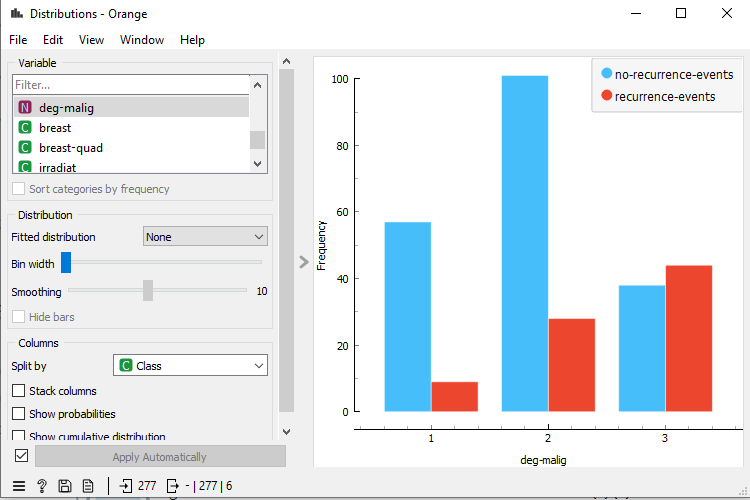 Distributions - Orange
File Edit View Window Help
Variable
Filter...
N deg-malig
C breast
C breast-quad
C irradiat
Sort categories by frequency
Distribution
Fitted distribution None
Bin width
Smoothing 10
Hide bars
Columns
Split by C Class
Stack columns
Show probabilities
Show cumulative distribution
Apply Automatically
? 277 - | 277 | 6
no-recurrence-events
recurrence-events
100
80
60
40
20
0
Frequency
1 2 3
deg-malig